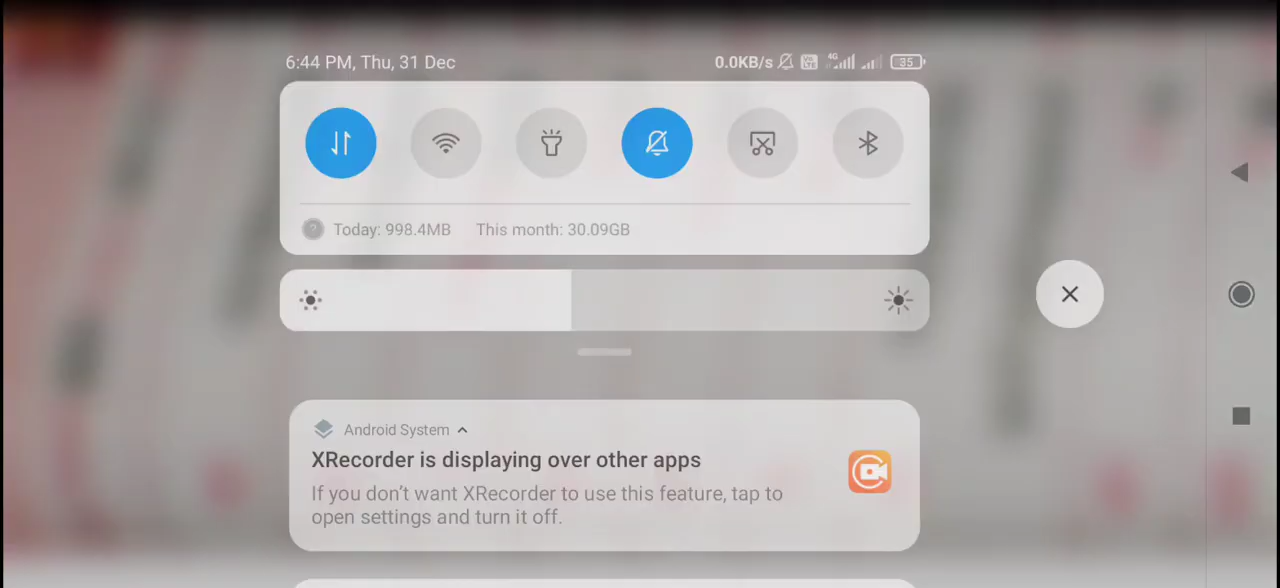 6:44 PM, Thu, 31 Dec
0.0KB/s 4G 35
Today: 998.4MB This month: 30.09GB
Android System
XRecorder is displaying over other apps
If you don't want XRecorder to use this feature, tap to
open settings and turn it off.